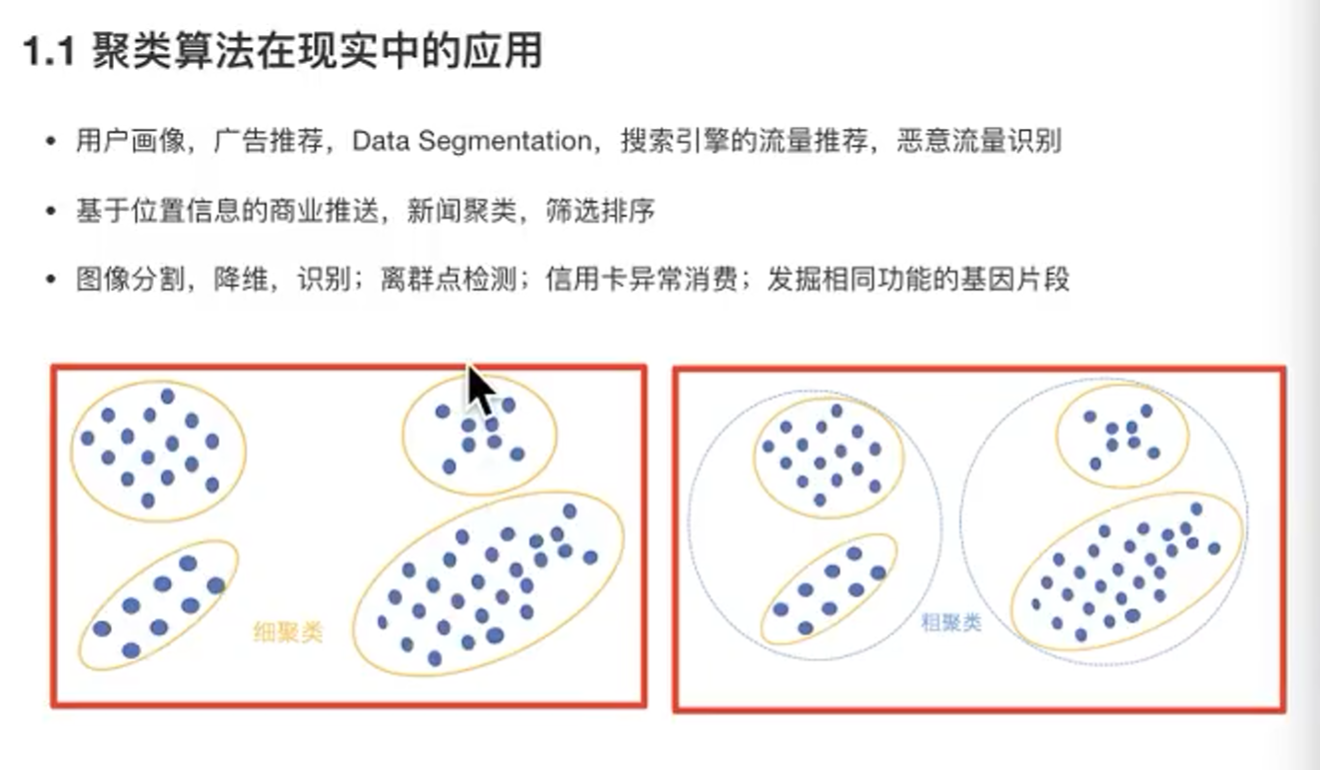 1.1 聚类算法在现实中的应用
• 用户画像，广告推荐，Data Segmentation，搜索引擎的流量推荐，恶意流量识别
• 基于位置信息的商业推送，新闻聚类，筛选排序
• 图像分割，降维，识别；离群点检测；信用卡异常消费；发掘相同功能的基因片段
细聚类
粗聚类